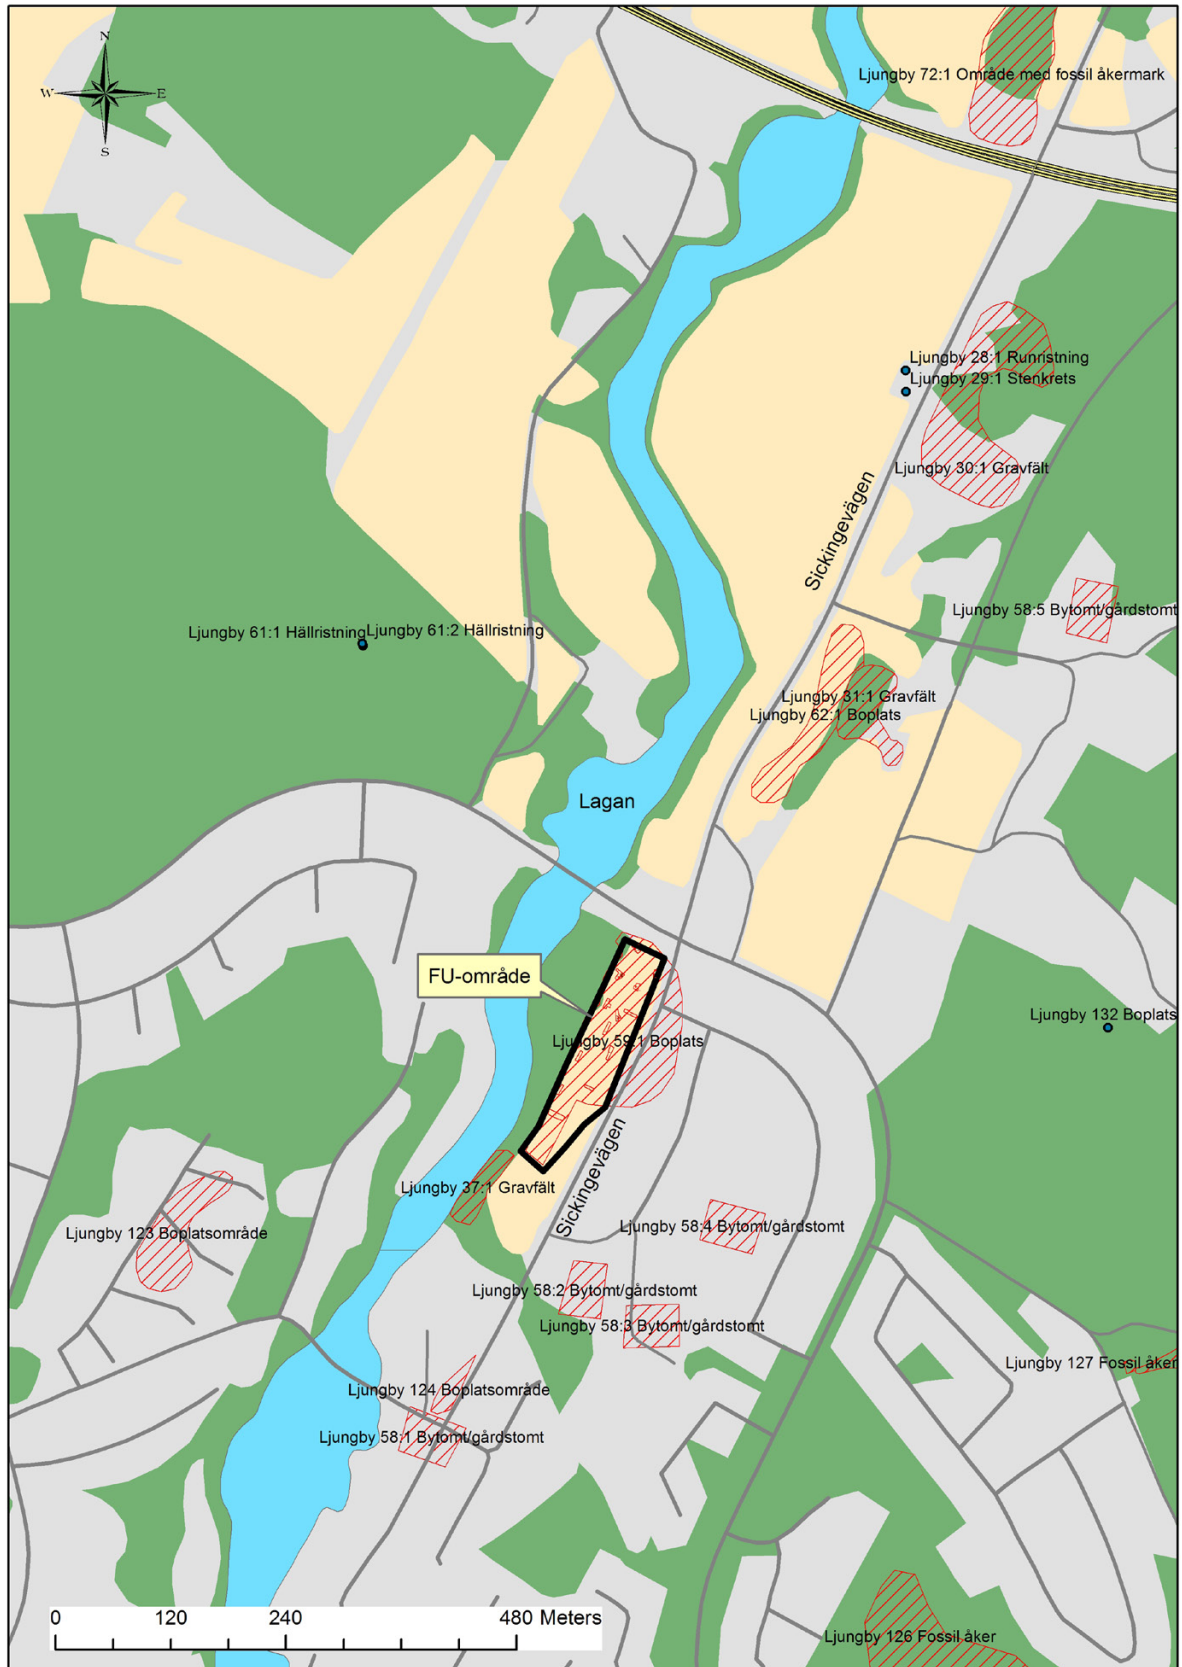 N
W E
S
Ljungby 72:1 Område med fossil åkermark
Ljungby 28:1 Runristning
Ljungby 29:1 Stenkrets
Ljungby 30:1 Gravfält
Sickingevägen
Ljungby 58:5 Bytomt/gårdstomt
Ljungby 61:1 Hällristning
Ljungby 61:2 Hällristning
Ljungby 31:1 Gravfält
Ljungby 62:1 Boplats
Lagan
FU-område
Ljungby 132 Boplats
Ljungby 59:1 Boplats
Sickingevägen
Ljungby 37:1 Gravfält
Ljungby 123 Boplatsområde
Ljungby 58:4 Bytomt/gårdstomt
Ljungby 58:2 Bytomt/gårdstomt
Ljungby 58:3 Bytomt/gårdstomt
Ljungby 127 Fossil åker
Ljungby 124 Boplatsområde
Ljungby 58:1 Bytomt/gårdstomt
0 120 240 480 Meters
Ljungby 126 Fossil åker